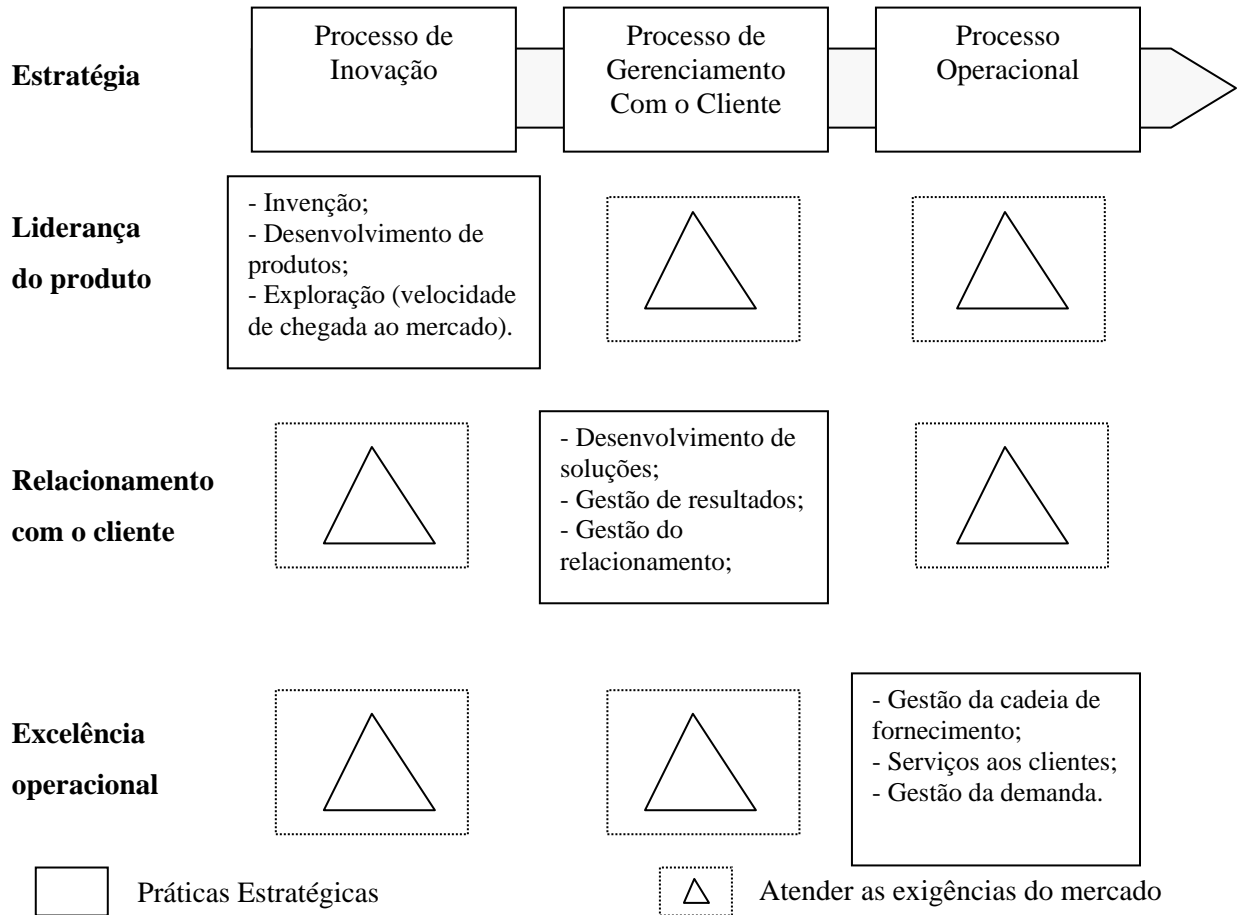 Estratégia
Processo de
Inovação
Processo de
Gerenciamento
Com o Cliente
Processo
Operacional
Liderança
do produto
- Invenção;
- Desenvolvimento de
produtos;
- Exploração (velocidade
de chegada ao mercado).
Relacionamento
com o cliente
- Desenvolvimento de
soluções;
- Gestão de resultados;
- Gestão do
relacionamento;
Excelência
operacional
- Gestão da cadeia de
fornecimento;
- Serviços aos clientes;
- Gestão da demanda.
Práticas Estratégicas
Atender as exigências do mercado